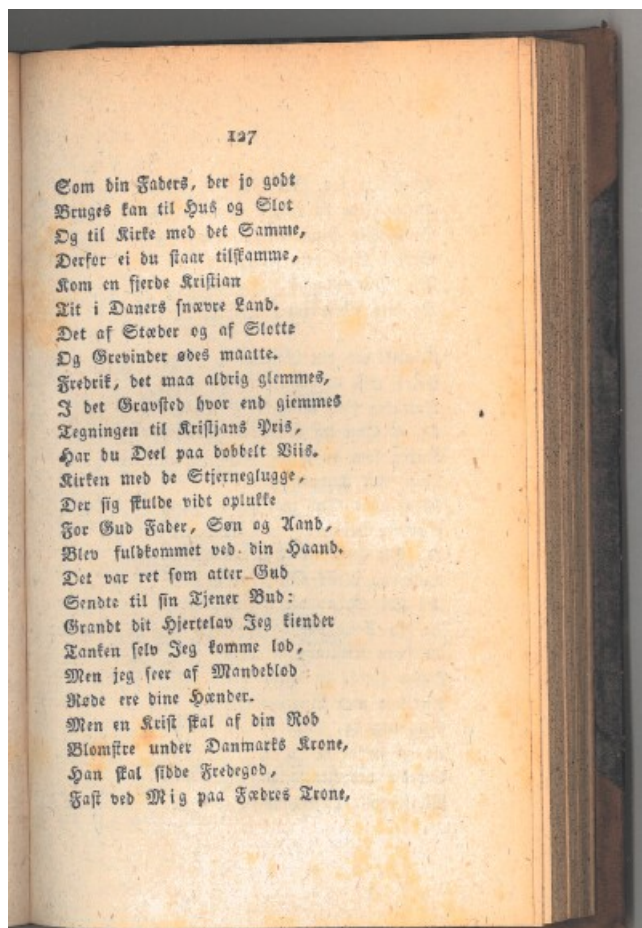 127
Som din Faders, der jo godt
Bruges kan til Hus og Slot
Og til Kirke med det Samme,
Derfor ei du staar tilskamme,
Kom en fjerde Kristian
Tit i Daners snævre Land.
Det af Stæder og af Slotte
Og Grevinder ødes maatte.
Fredrik, det maa aldrig glemmes,
I det Gravsted hvor end giemmes
Tegningen til Kristjans Pris,
Har du Deel paa dobbelt Viis.
Kirken med de Stjerneglugge,
Der sig skulde vidt oplukke
For Gud Fader, Søn og Aand,
Blev fuldkommet ved din Haand.
Det var ret som atter Gud
Sendte til sin Tjener Bud:
Grandt dit Hjertelav Jeg kiender
Tanken selv Jeg komme lod,
Men jeg seer af Mandeblod
Røde ere dine Hænder.
Men en Krist skal af din Rod
Blomstre under Danmarks Krone,
Han skal sidde Fredegod,
Fast ved Mig paa Fædres Trone,